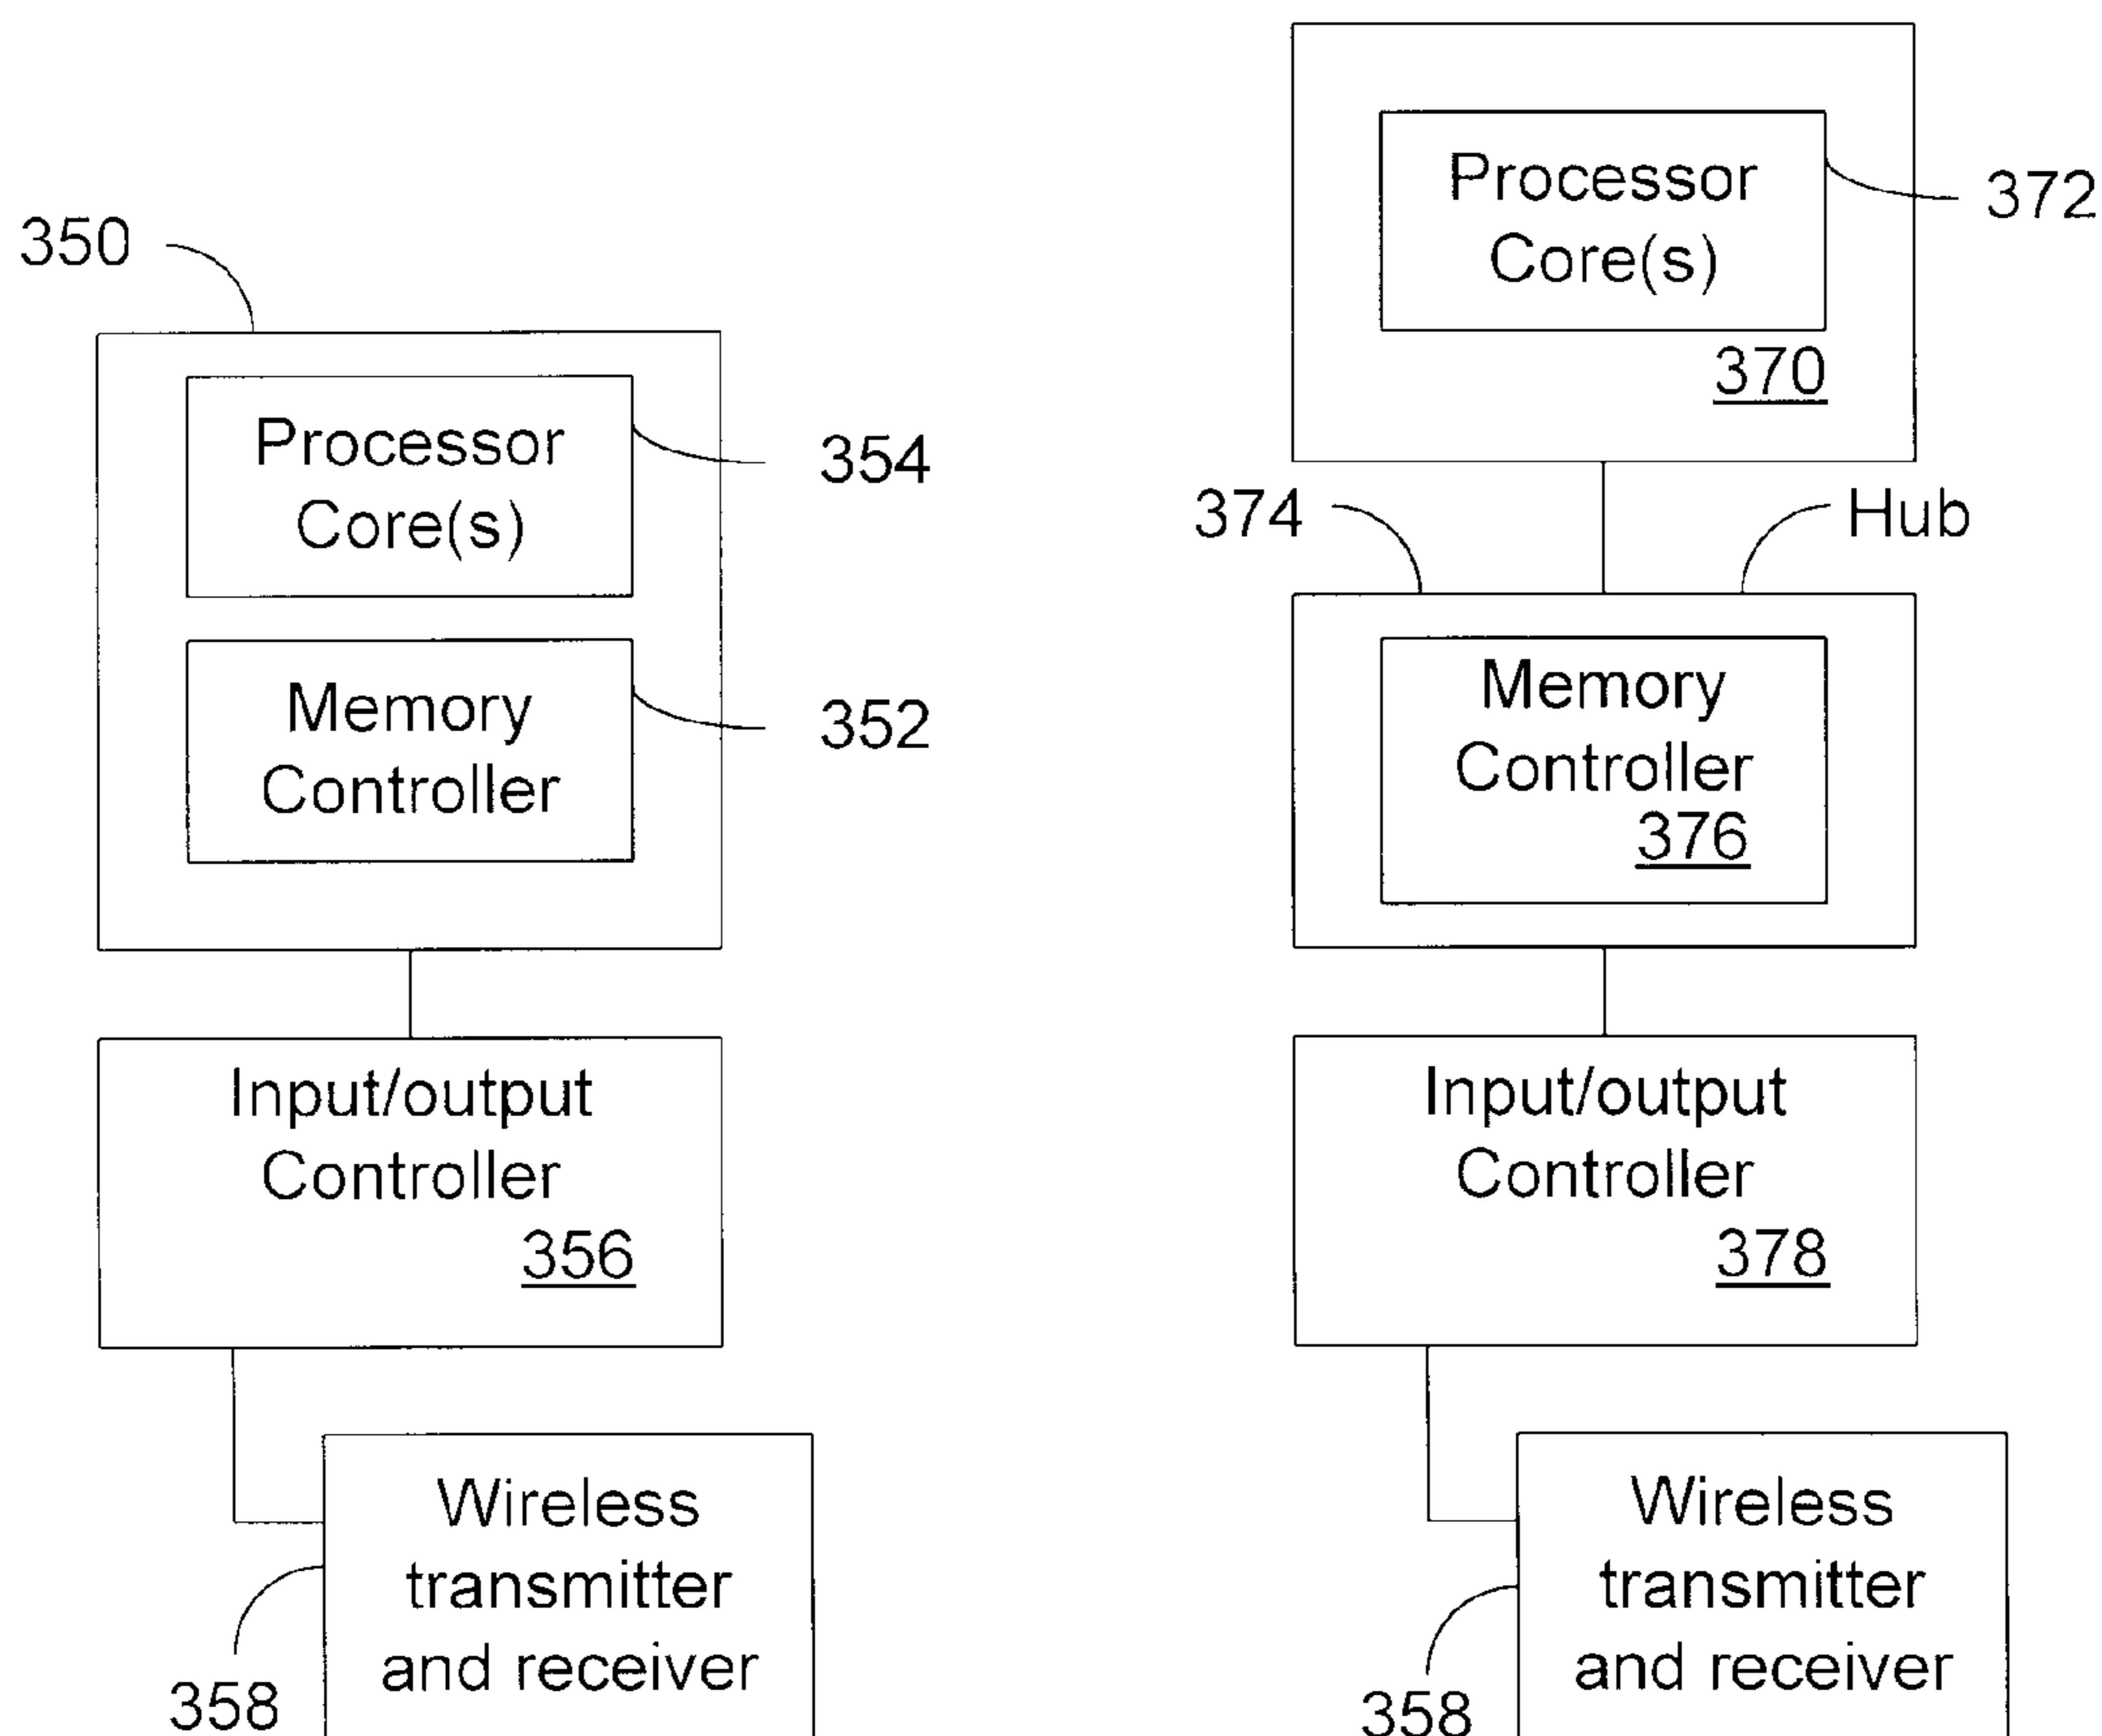 350
Processor
Core(s)
354
Memory
Controller
352
Input/output
Controller
356
Wireless
transmitter
and receiver
358
Processor
Core(s)
372
370
374
Hub
Memory
Controller
376
Input/output
Controller
378
Wireless
transmitter
and receiver
358